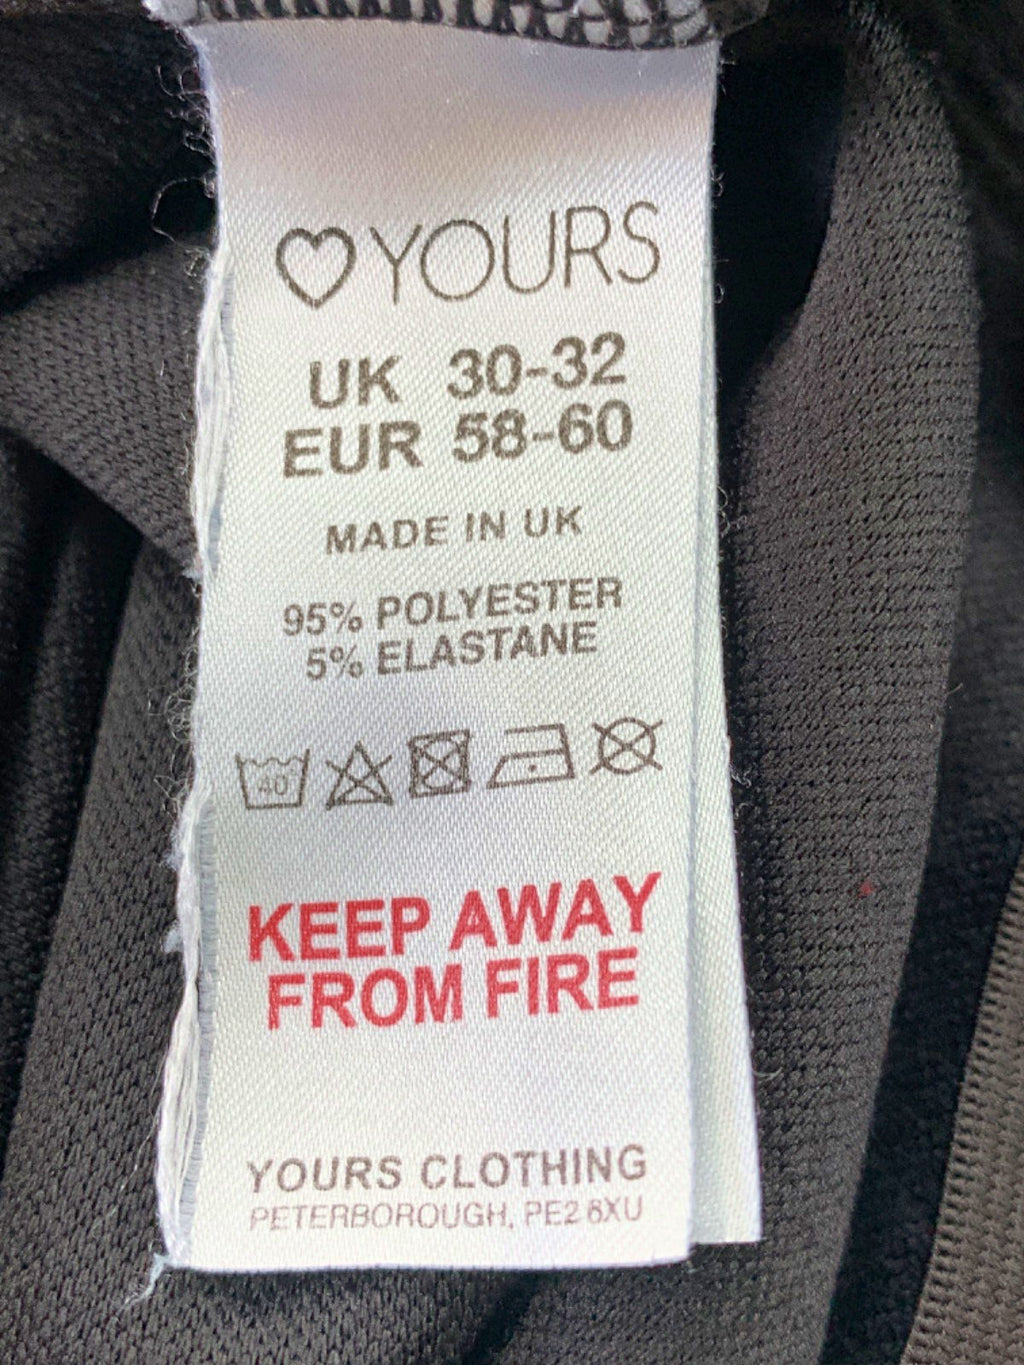 YOURS
UK 30-32
EUR 58-60
MADE IN UK
95% POLYESTER
5% ELASTANE
40°
KEEP AWAY
FROM FIRE
YOURS CLOTHING
PETERBOROUGH, PE2 6XU